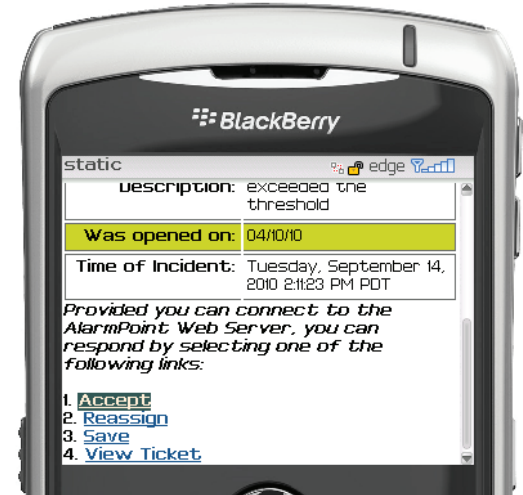 BlackBerry
static edge
Description: exceeded the
threshold
Was opened on: 04/10/10
Time of Incident: Tuesday, September 14,
2010 2:11:23 PM PDT
Provided you can connect to the
AlarmPoint Web Server, you can
respond by selecting one of the
following links:
1. Accept
2. Reassign
3. Save
4. View Ticket